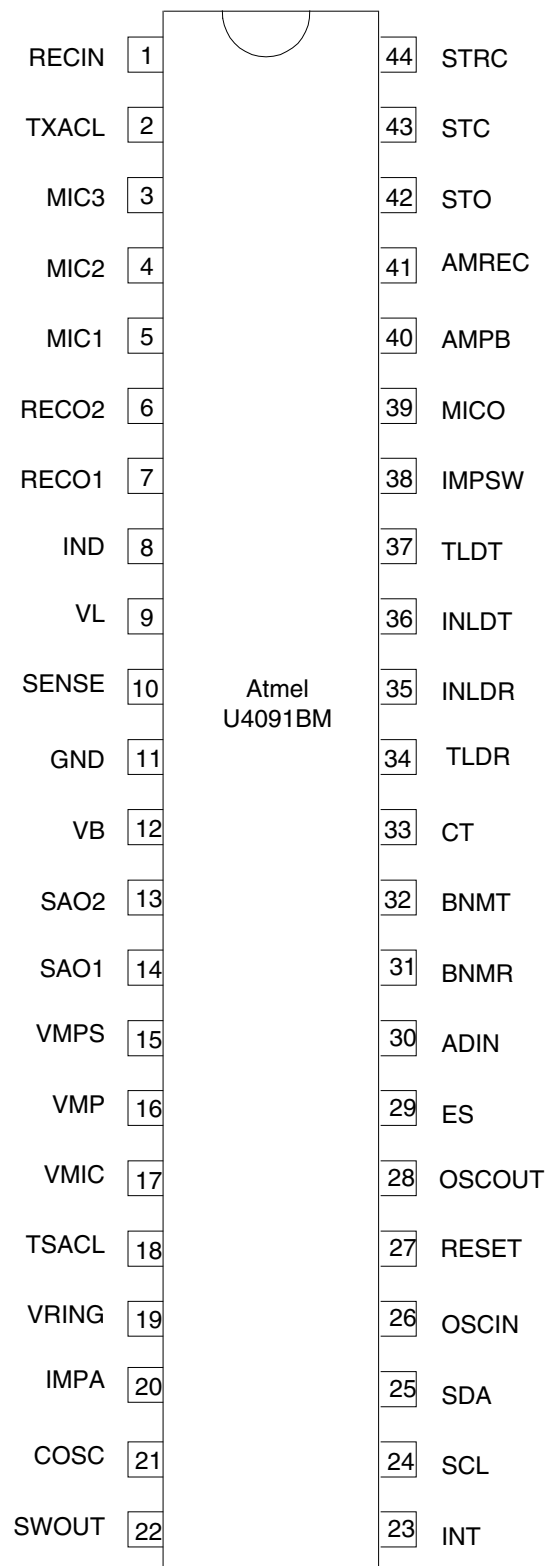 RECIN 1 44 STRC
TXACL 2 43 STC
MIC3 3 42 STO
MIC2 4 41 AMREC
MIC1 5 40 AMPB
RECO2 6 39 MICO
RECO1 7 38 IMPSW
IND 8 37 TLDT
VL 9 36 INLDT
SENSE 10 Atmel 35 INLDR
U4091BM
GND 11 34 TLDR
VB 12 33 CT
SAO2 13 32 BNMT
SAO1 14 31 BNMR
VMPS 15 30 ADIN
VMP 16 29 ES
VMIC 17 28 OSCOUT
TSACL 18 27 RESET
VRING 19 26 OSCIN
IMPA 20 25 SDA
COSC 21 24 SCL
SWOUT 22 23 INT